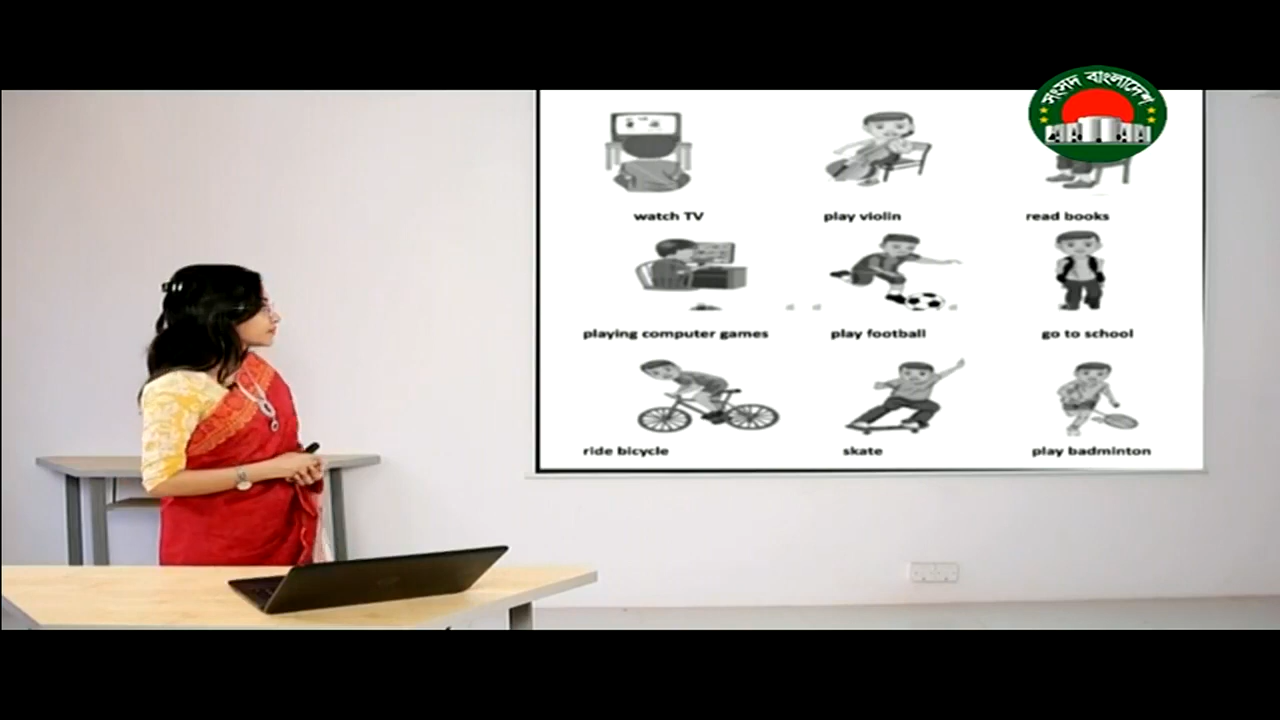 সংসদ বাংলাদেশ
watch TV
play violin
read books
playing computer games
play football
go to school
ride bicycle
skate
play badminton